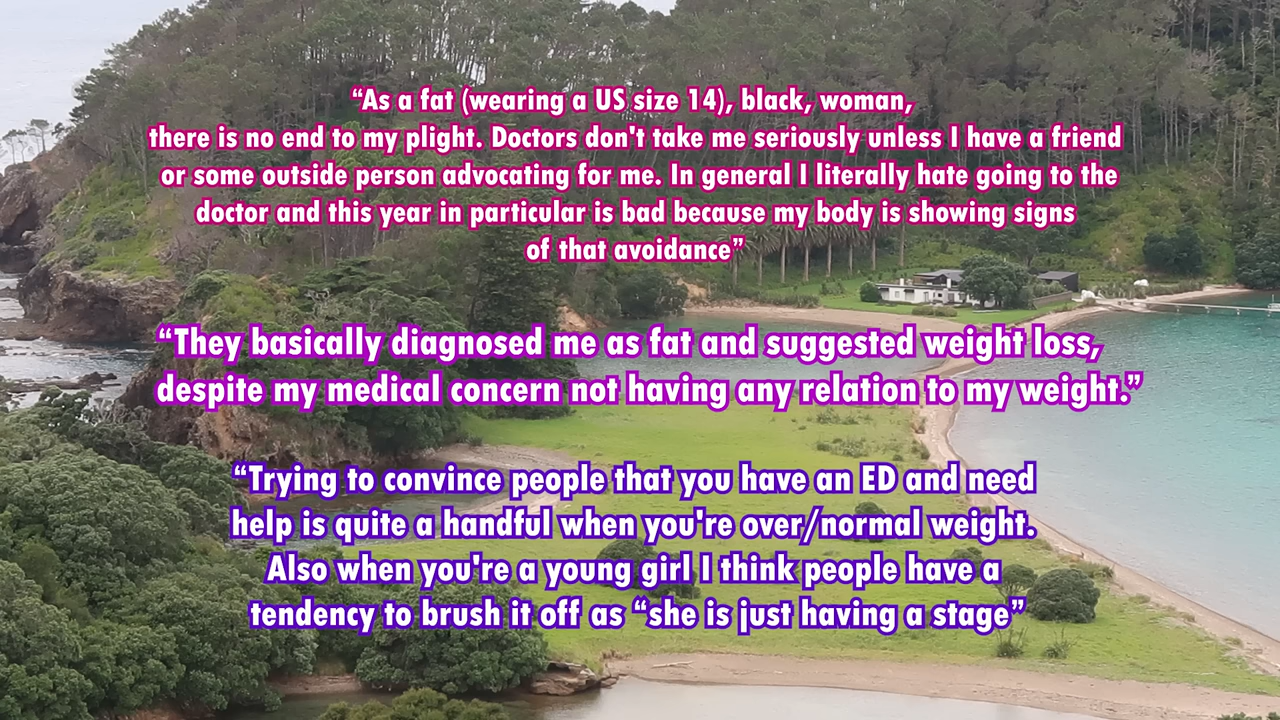 “As a fat (wearing a US size 14), black, woman,
there is no end to my plight. Doctors don't take me seriously unless I have a friend
or some outside person advocating for me. In general I literally hate going to the
doctor and this year in particular is bad because my body is showing signs
of that avoidance”
“They basically diagnosed me as fat and suggested weight loss,
despite my medical concern not having any relation to my weight.”
“Trying to convince people that you have an ED and need
help is quite a handful when you're over/normal weight.
Also when you're a young girl I think people have a
tendency to brush it off as “she is just having a stage”